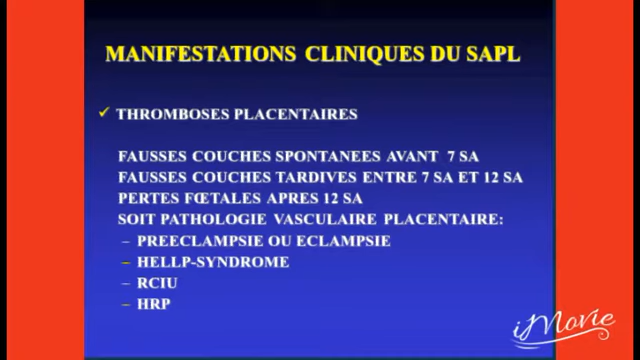 MANIFESTATIONS CLINIQUES DU SAPL
✓ THROMBOSES PLACENTAIRES
FAUSSES COUCHES SPONTANEES AVANT 7 SA
FAUSSES COUCHES TARDIVES ENTRE 7 SA ET 12 SA
PERTES FŒTALES APRES 12 SA
SOIT PATHOLOGIE VASCULAIRE PLACENTAIRE:
– PREECLAMPSIE OU ECLAMPSIE
– HELLP-SYNDROME
– RCIU
– HRP
iMovie